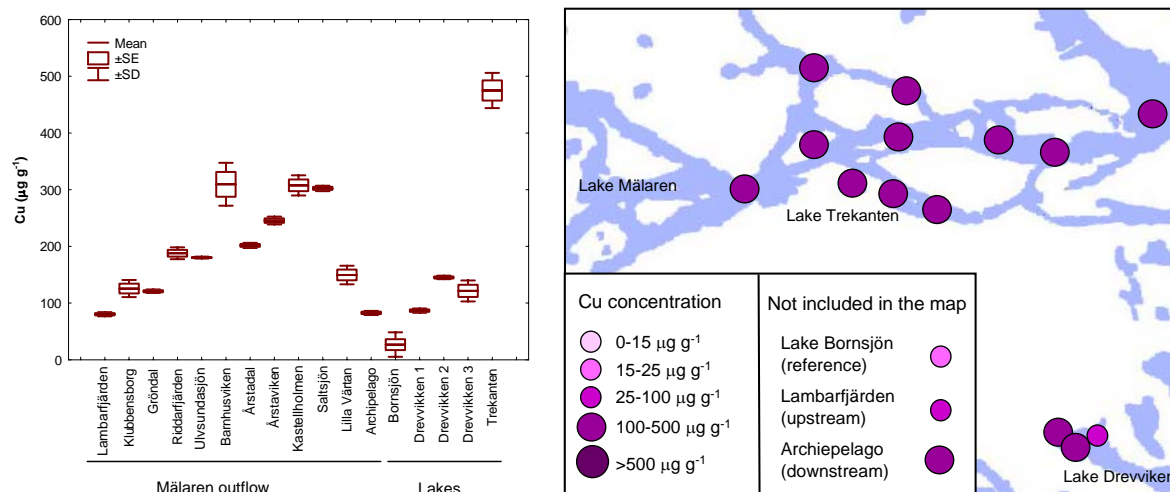 Mean
±SE
±SD
600
500
400
300
200
100
0
Cu (µg g⁻¹)
Lambarfjärden
Klubbensborg
Gröndal
Riddarfjärden
Ulvsundasjön
Barnhusviken
Årstadal
Årstaviken
Kastellholmen
Saltsjön
Lilla Värtan
Archipelago
Bornsjön
Drevvikken 1
Drevvikken 2
Drevvikken 3
Trekanten
Mälaren outflow
Lakes
Lake Mälaren
Lake Trekanten
Lake Drevviken
Cu concentration
0-15 µg g⁻¹
15-25 µg g⁻¹
25-100 µg g⁻¹
100-500 µg g⁻¹
>500 µg g⁻¹
Not included in the map
Lake Bornsjön
(reference)
Lambarfjärden
(upstream)
Archiepelago
(downstream)